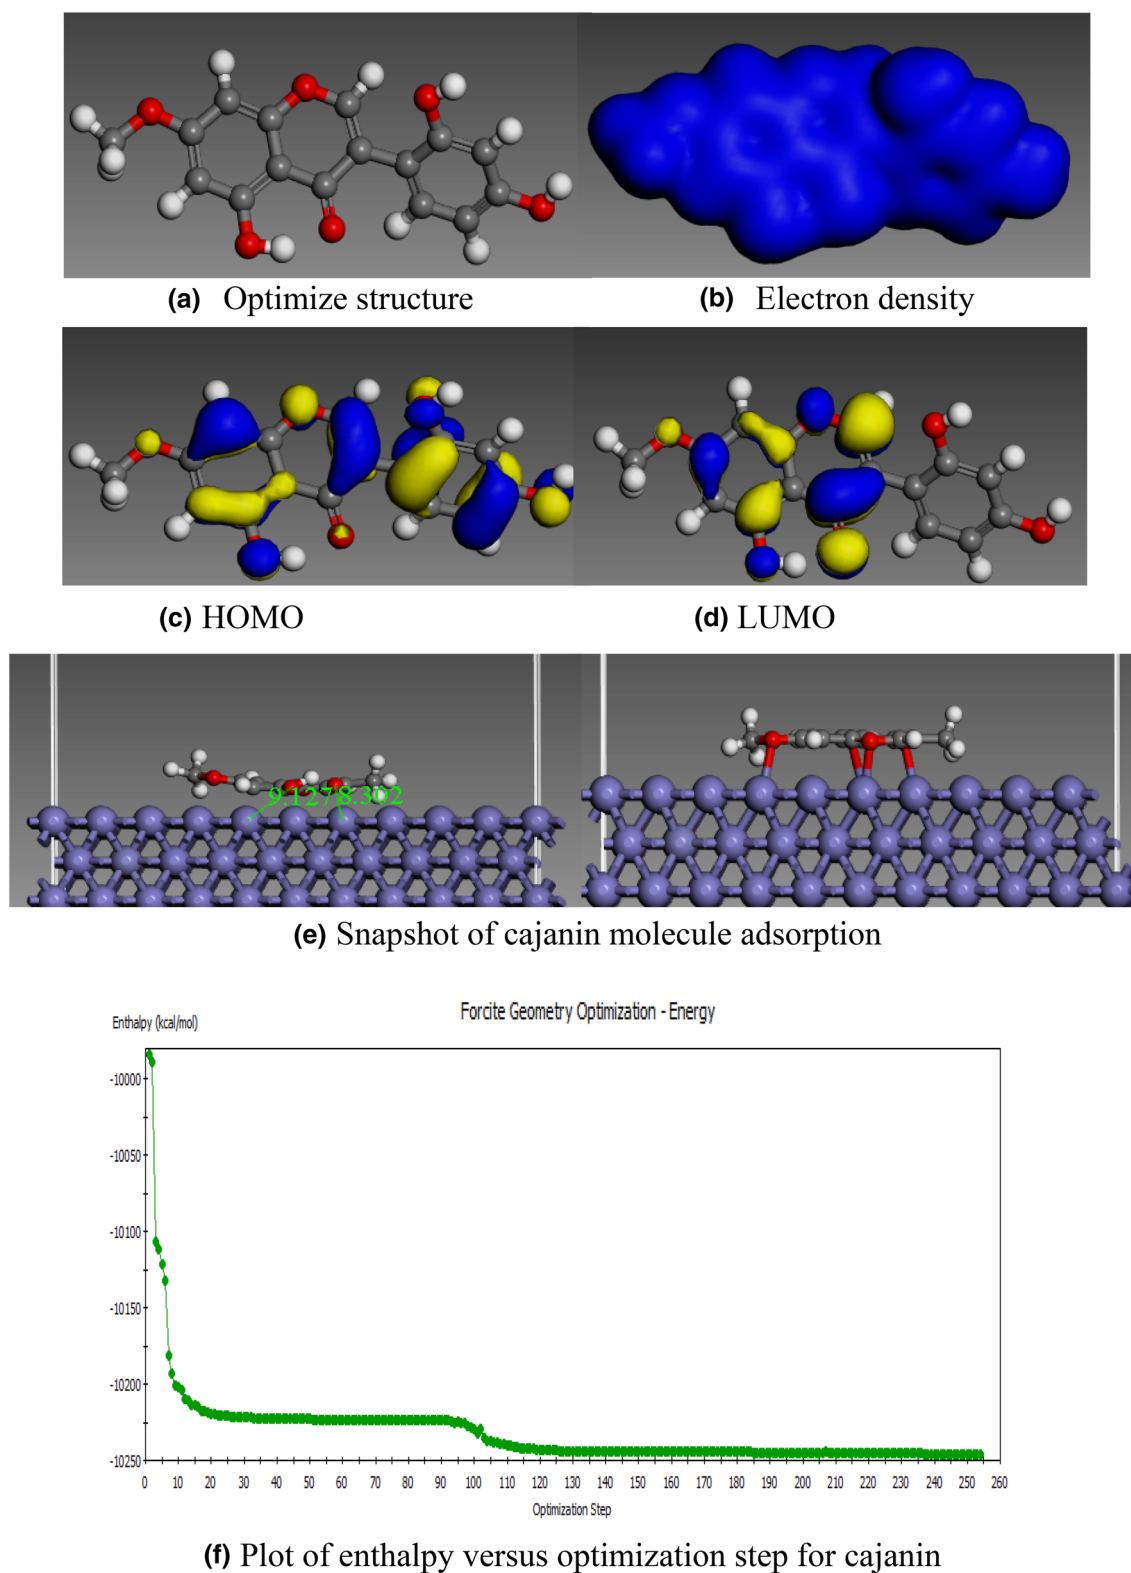 (a) Optimize structure
(b) Electron density
(c) HOMO
(d) LUMO
9.127 8.302
(e) Snapshot of cajanin molecule adsorption
Forcite Geometry Optimization - Energy
Enthalpy (kcal/mol)
-10000
-10050
-10100
-10150
-10200
-10250
0 10 20 30 40 50 60 70 80 90 100 110 120 130 140 150 160 170 180 190 200 210 220 230 240 250 260
Optimization Step
(f) Plot of enthalpy versus optimization step for cajanin